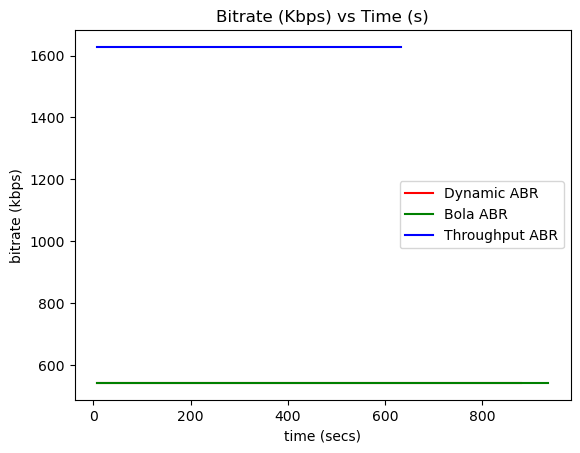 Bitrate (Kbps) vs Time (s)
1600
1400
1200
1000
800
600
bitrate (kbps)
Dynamic ABR
Bola ABR
Throughput ABR
0
200
400
600
800
time (secs)